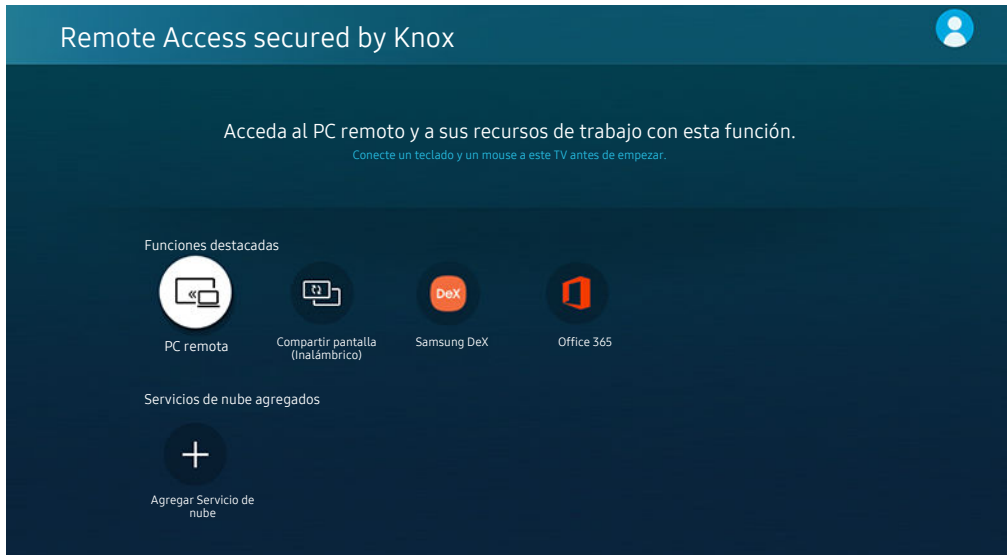 Remote Access secured by Knox
Acceda al PC remoto y a sus recursos de trabajo con esta función.
Conecte un teclado y un mouse a este TV antes de empezar.
Funciones destacadas
PC remota
Compartir pantalla
(Inalámbrico)
DeX
Samsung DeX
Office 365
Servicios de nube agregados
Agregar Servicio de
nube